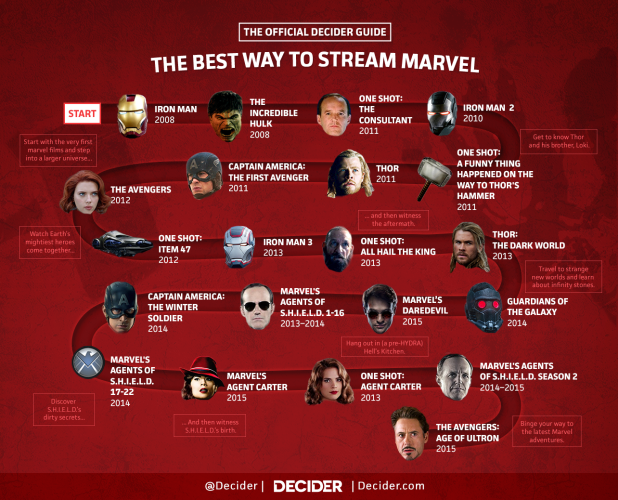 THE OFFICIAL DECIDER GUIDE
THE BEST WAY TO STREAM MARVEL
START
IRON MAN
2008
THE
INCREDIBLE
HULK
2008
ONE SHOT:
THE
CONSULTANT
2011
IRON MAN 2
2010
Start with the very first
marvel films and step
into a larger universe...
Get to know Thor
and his brother, Loki.
THE AVENGERS
2012
CAPTAIN AMERICA:
THE FIRST AVENGER
2011
THOR
2011
ONE SHOT:
A FUNNY THING
HAPPENED ON THE
WAY TO THOR'S
HAMMER
2011
... and then witness
the aftermath.
Watch Earth's
mightiest heroes
come together...
ONE SHOT:
ITEM 47
2012
IRON MAN 3
2013
ONE SHOT:
ALL HAIL THE KING
2013
THOR:
THE DARK WORLD
2013
Travel to strange
new worlds and learn
about infinity stones.
CAPTAIN AMERICA:
THE WINTER
SOLDIER
2014
MARVEL'S
AGENTS OF
S.H.I.E.L.D. 1-16
2013–2014
MARVEL'S
DAREDEVIL
2015
GUARDIANS OF
THE GALAXY
2014
Hang out in (a pre-HYDRA)
Hell's Kitchen.
MARVEL'S
AGENTS OF
S.H.I.E.L.D.
17-22
2014
MARVEL'S
AGENT CARTER
2015
ONE SHOT:
AGENT CARTER
2013
MARVEL'S AGENTS
OF S.H.I.E.L.D. SEASON 2
2014–2015
Discover
S.H.I.E.L.D.'s
dirty secrets...
...And then witness
S.H.I.E.L.D.'s birth.
THE AVENGERS:
AGE OF ULTRON
2015
Binge your way to
the latest Marvel
adventures.
@Decider | DECIDER | Decider.com